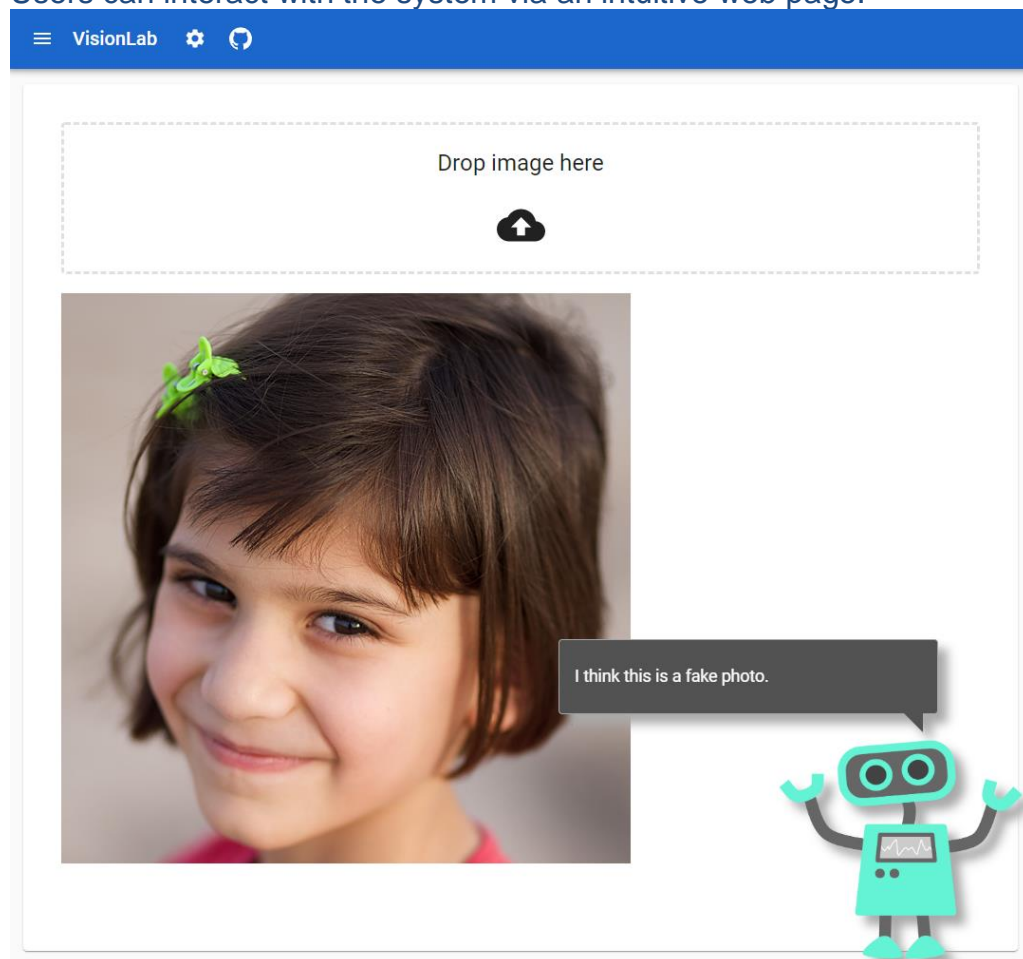 Users can interact with the system via an intuitive web page.
VisionLab
Drop image here
I think this is a fake photo.